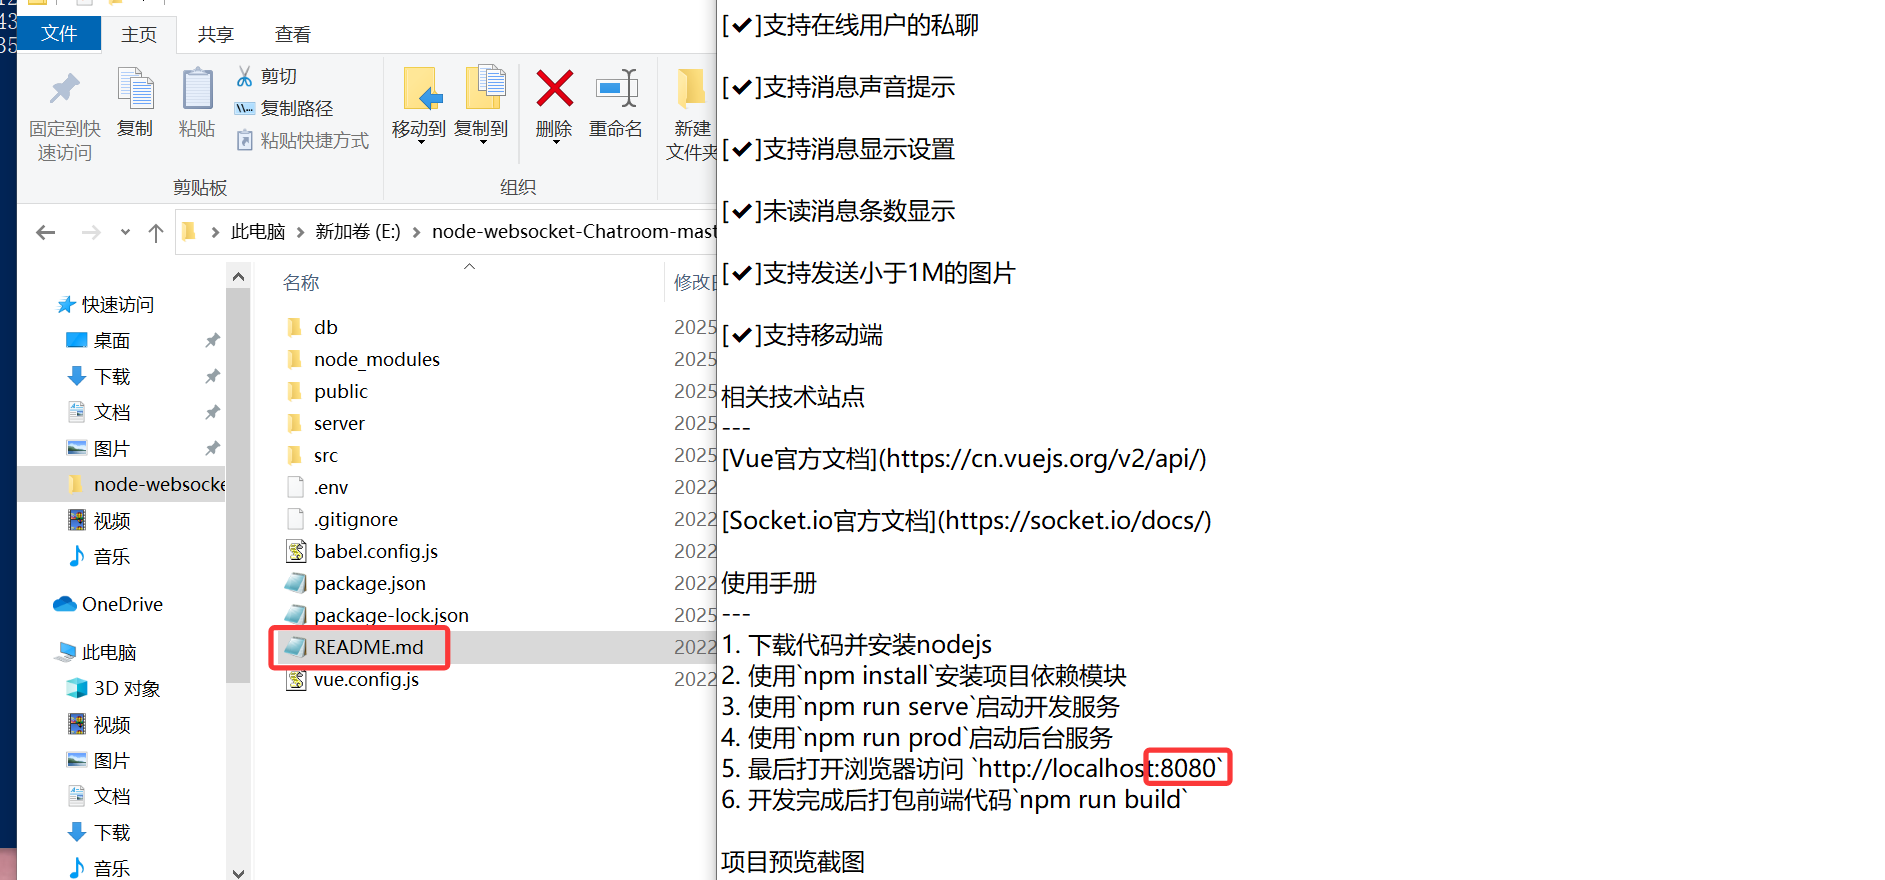 43
35
文件
主页
共享
查看
固定到快
速访问
复制
粘贴
剪切
复制路径
粘贴快捷方式
剪贴板
移动到
复制到
删除
重命名
组织
新建
文件夹
此电脑
新加卷 (E:)
node-websocket-Chatroom-mast
名称
修改日
快速访问
桌面
下载
文档
图片
node-websocke
视频
音乐
OneDrive
此电脑
3D 对象
视频
图片
文档
下载
音乐
db 2025
node_modules 2025
public 2025
server 2025
src 2025
.env 2022
.gitignore 2022
babel.config.js 2022
package.json 2022
package-lock.json 2025
README.md 2022
vue.config.js 2022
[✔]支持在线用户的私聊
[✔]支持消息声音提示
[✔]支持消息显示设置
[✔]未读消息条数显示
[✔]支持发送小于1M的图片
[✔]支持移动端
相关技术站点
---
[Vue官方文档](https://cn.vuejs.org/v2/api/)
[Socket.io官方文档](https://socket.io/docs/)
使用手册
---
1. 下载代码并安装nodejs
2. 使用`npm install`安装项目依赖模块
3. 使用`npm run serve`启动开发服务
4. 使用`npm run prod`启动后台服务
5. 最后打开浏览器访问 `http://localhost:8080`
6. 开发完成后打包前端代码`npm run build`
项目预览截图